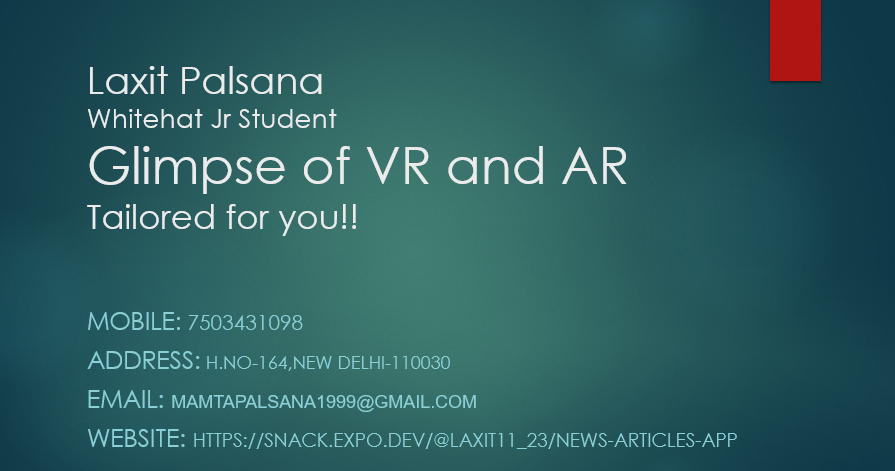 Laxit Palsana
Whitehat Jr Student
Glimpse of VR and AR
Tailored for you!!
MOBILE: 7503431098
ADDRESS: H.NO-164,NEW DELHI-110030
EMAIL: MAMTAPALSANA1999@GMAIL.COM
WEBSITE: HTTPS://SNACK.EXPO.DEV/@LAXIT11_23/NEWS-ARTICLES-APP